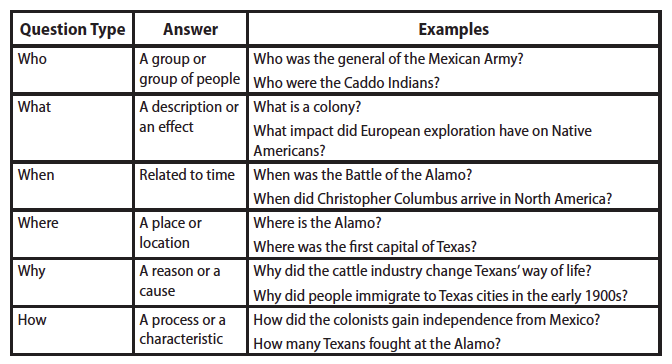 Question Type Answer Examples
Who A group or Who was the general of the Mexican Army?
group of people Who were the Caddo Indians?
What A description or What is a colony?
an effect What impact did European exploration have on Native
Americans?
When Related to time When was the Battle of the Alamo?
When did Christopher Columbus arrive in North America?
Where A place or Where is the Alamo?
location Where was the first capital of Texas?
Why A reason or a Why did the cattle industry change Texans’ way of life?
cause Why did people immigrate to Texas cities in the early 1900s?
How A process or a How did the colonists gain independence from Mexico?
characteristic How many Texans fought at the Alamo?